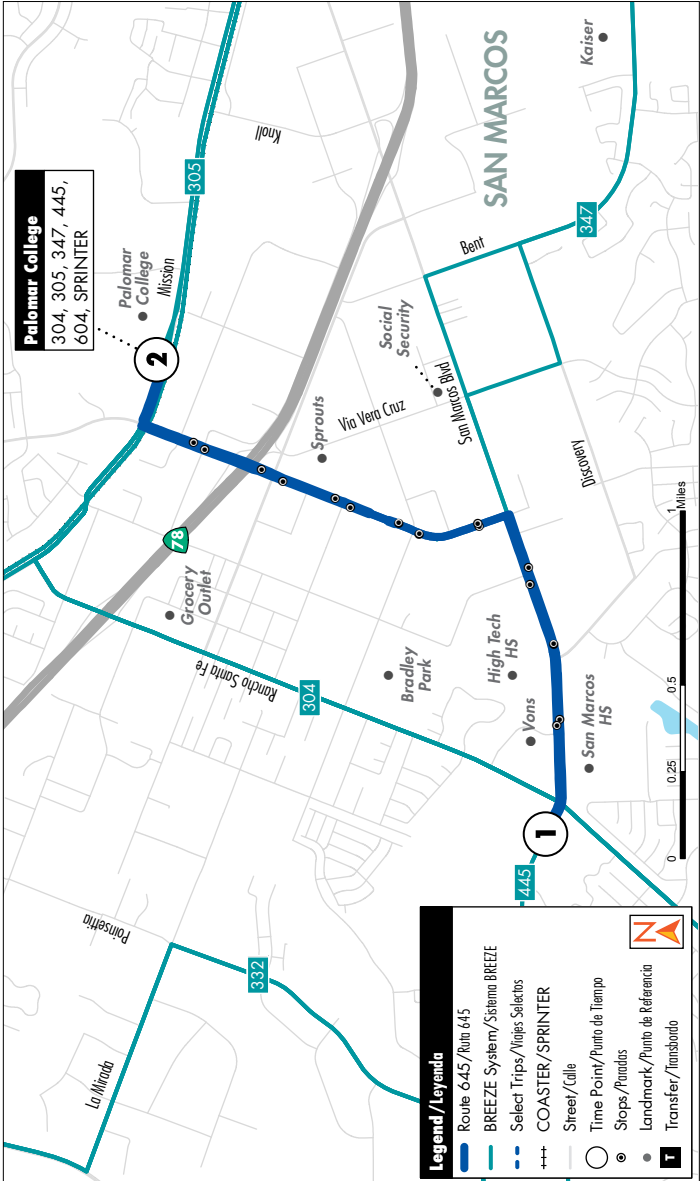 Palomar College
304, 305, 347, 445,
604, SPRINTER
2
Palomar
College
Mission
305
Knoll
Kaiser
SAN MARCOS
347
Bent
Social
Security
San Marcos Blvd
Via Vera Cruz
Sprouts
Discovery
78
Grocery
Outlet
Rancho Santa Fe
304
Bradley
Park
High Tech
HS
Vons
San Marcos
HS
1
445
Poinsettia
332
La Mirada
0
0.25
0.5
1
Miles
Legend/Leyenda
Route 645/Ruta 645
BREEZE System/Sistema BREEZE
Select Trips/Viajes Selectos
COASTER/SPRINTER
Street/Calle
Time Point/Punto de Tiempo
Stops/Paradas
Landmark/Punto de Referencia
T Transfer/Transbordo
N